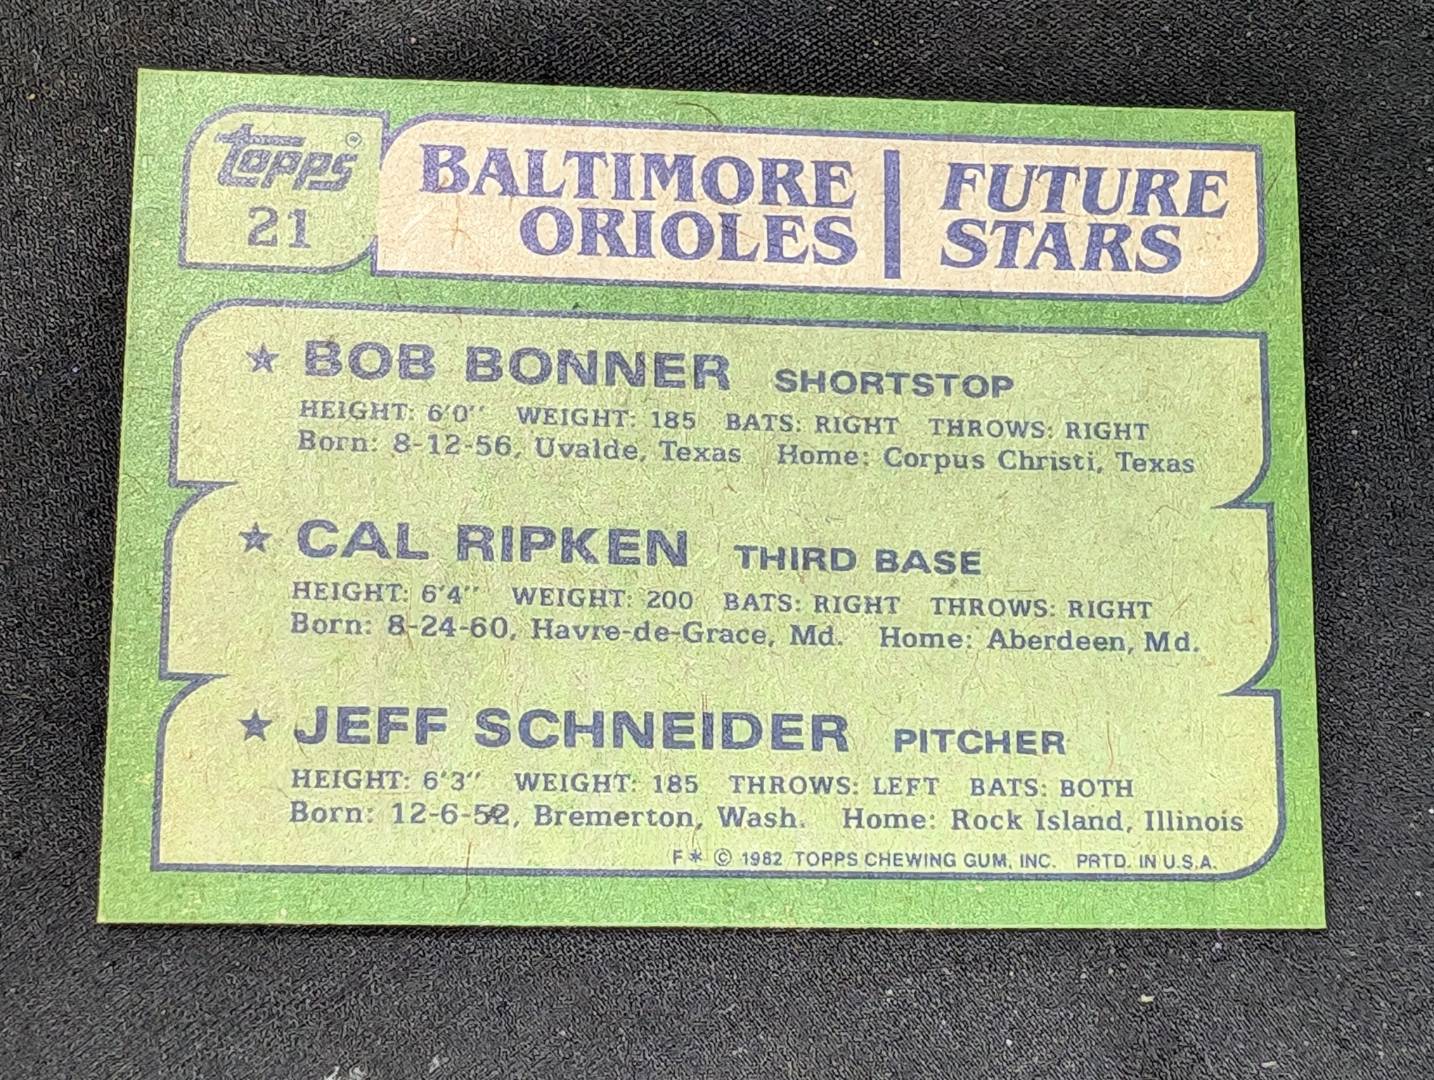 topps®
21
BALTIMORE ORIOLES | FUTURE STARS
★ BOB BONNER SHORTSTOP
HEIGHT: 6'0" WEIGHT: 185 BATS: RIGHT THROWS: RIGHT
Born: 8-12-56, Uvalde, Texas Home: Corpus Christi, Texas
★ CAL RIPKEN THIRD BASE
HEIGHT: 6'4" WEIGHT: 200 BATS: RIGHT THROWS: RIGHT
Born: 8-24-60, Havre-de-Grace, Md. Home: Aberdeen, Md.
★ JEFF SCHNEIDER PITCHER
HEIGHT: 6'3" WEIGHT: 185 THROWS: LEFT BATS: BOTH
Born: 12-6-52, Bremerton, Wash. Home: Rock Island, Illinois
F* © 1982 TOPPS CHEWING GUM, INC. PRTD. IN U.S.A.